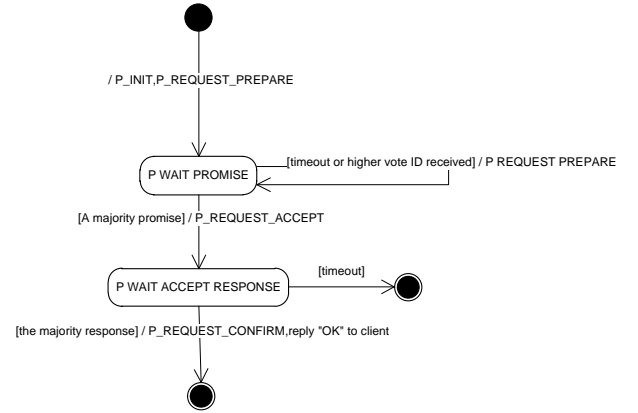 / P_INIT,P_REQUEST_PREPARE
[timeout or higher vote ID received] / P REQUEST PREPARE
P WAIT PROMISE
[A majority promise] / P_REQUEST_ACCEPT
[timeout]
P WAIT ACCEPT RESPONSE
[the majority response] / P_REQUEST_CONFIRM,reply "OK" to client